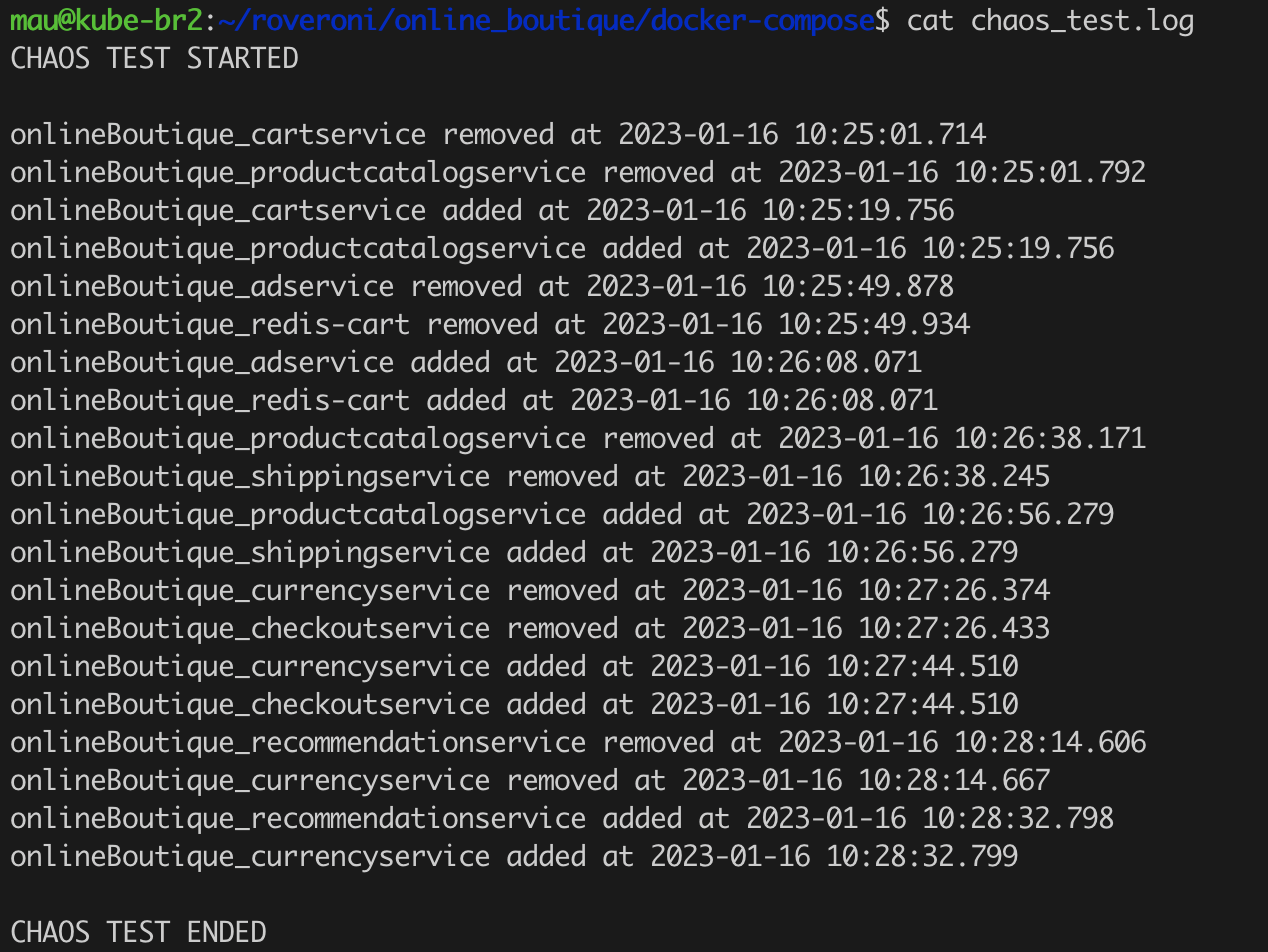 mau@kube-br2:~/roveroni/online_boutique/docker-compose$ cat chaos_test.log
CHAOS TEST STARTED
onlineBoutique_cartservice removed at 2023-01-16 10:25:01.714
onlineBoutique_productcatalogservice removed at 2023-01-16 10:25:01.792
onlineBoutique_cartservice added at 2023-01-16 10:25:19.756
onlineBoutique_productcatalogservice added at 2023-01-16 10:25:19.756
onlineBoutique_adservice removed at 2023-01-16 10:25:49.878
onlineBoutique_redis-cart removed at 2023-01-16 10:25:49.934
onlineBoutique_adservice added at 2023-01-16 10:26:08.071
onlineBoutique_redis-cart added at 2023-01-16 10:26:08.071
onlineBoutique_productcatalogservice removed at 2023-01-16 10:26:38.171
onlineBoutique_shippingservice removed at 2023-01-16 10:26:38.245
onlineBoutique_productcatalogservice added at 2023-01-16 10:26:56.279
onlineBoutique_shippingservice added at 2023-01-16 10:26:56.279
onlineBoutique_currencyservice removed at 2023-01-16 10:27:26.374
onlineBoutique_checkoutservice removed at 2023-01-16 10:27:26.433
onlineBoutique_currencyservice added at 2023-01-16 10:27:44.510
onlineBoutique_checkoutservice added at 2023-01-16 10:27:44.510
onlineBoutique_recommendationservice removed at 2023-01-16 10:28:14.606
onlineBoutique_currencyservice removed at 2023-01-16 10:28:14.667
onlineBoutique_recommendationservice added at 2023-01-16 10:28:32.798
onlineBoutique_currencyservice added at 2023-01-16 10:28:32.799
CHAOS TEST ENDED